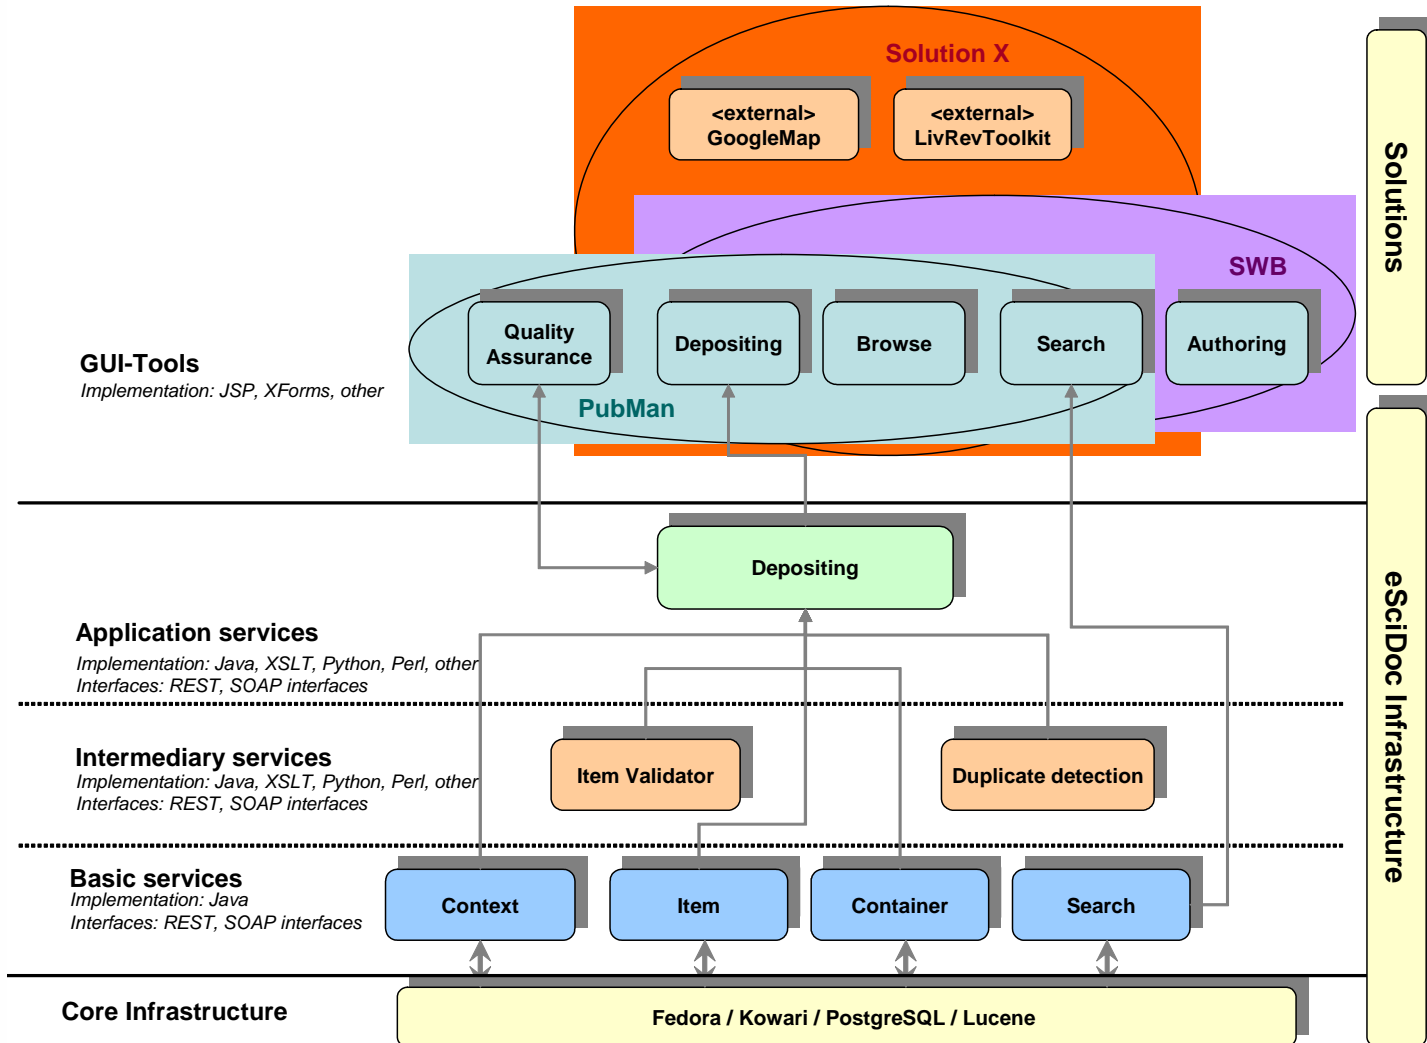 Solution X
<external>
GoogleMap
<external>
LivRevToolkit
Solutions
SWB
Quality
Assurance
Depositing
Browse
Search
Authoring
GUI-Tools
Implementation: JSP, XForms, other
PubMan
Depositing
eSciDoc Infrastructure
Application services
Implementation: Java, XSLT, Python, Perl, other
Interfaces: REST, SOAP interfaces
Intermediary services
Implementation: Java, XSLT, Python, Perl, other
Interfaces: REST, SOAP interfaces
Item Validator
Duplicate detection
Basic services
Implementation: Java
Interfaces: REST, SOAP interfaces
Context
Item
Container
Search
Core Infrastructure
Fedora / Kowari / PostgreSQL / Lucene